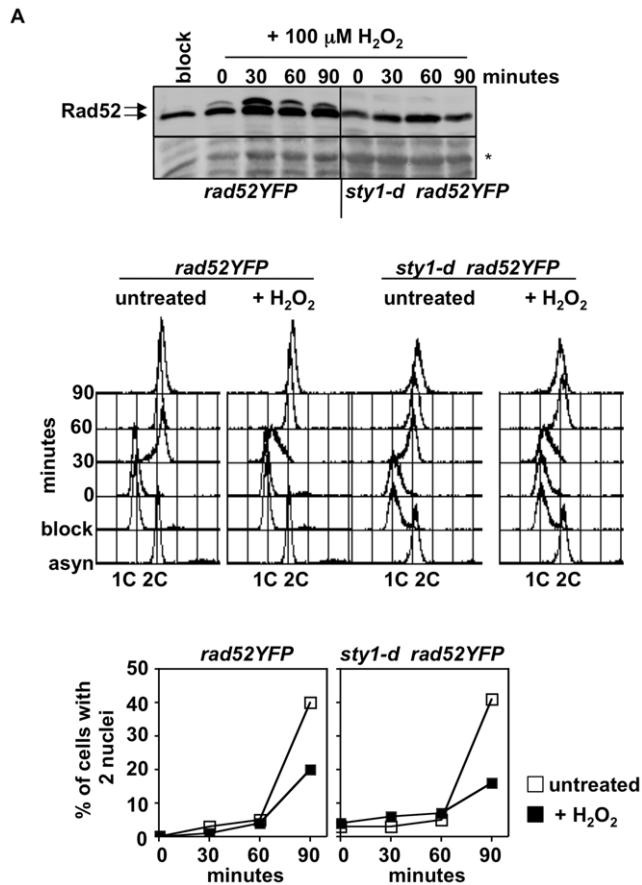 A
block
+ 100 µM H₂O₂
0 30 60 90 0 30 60 90 minutes
Rad52
*
rad52YFP sty1-d rad52YFP
rad52YFP sty1-d rad52YFP
untreated + H₂O₂ untreated + H₂O₂
minutes
90
60
30
0
block
asyn
1C 2C 1C 2C 1C 2C 1C 2C
rad52YFP sty1-d rad52YFP
% of cells with
2 nuclei
50
40
30
20
10
0
0 30 60 90 0 30 60 90
minutes minutes
untreated
+ H₂O₂